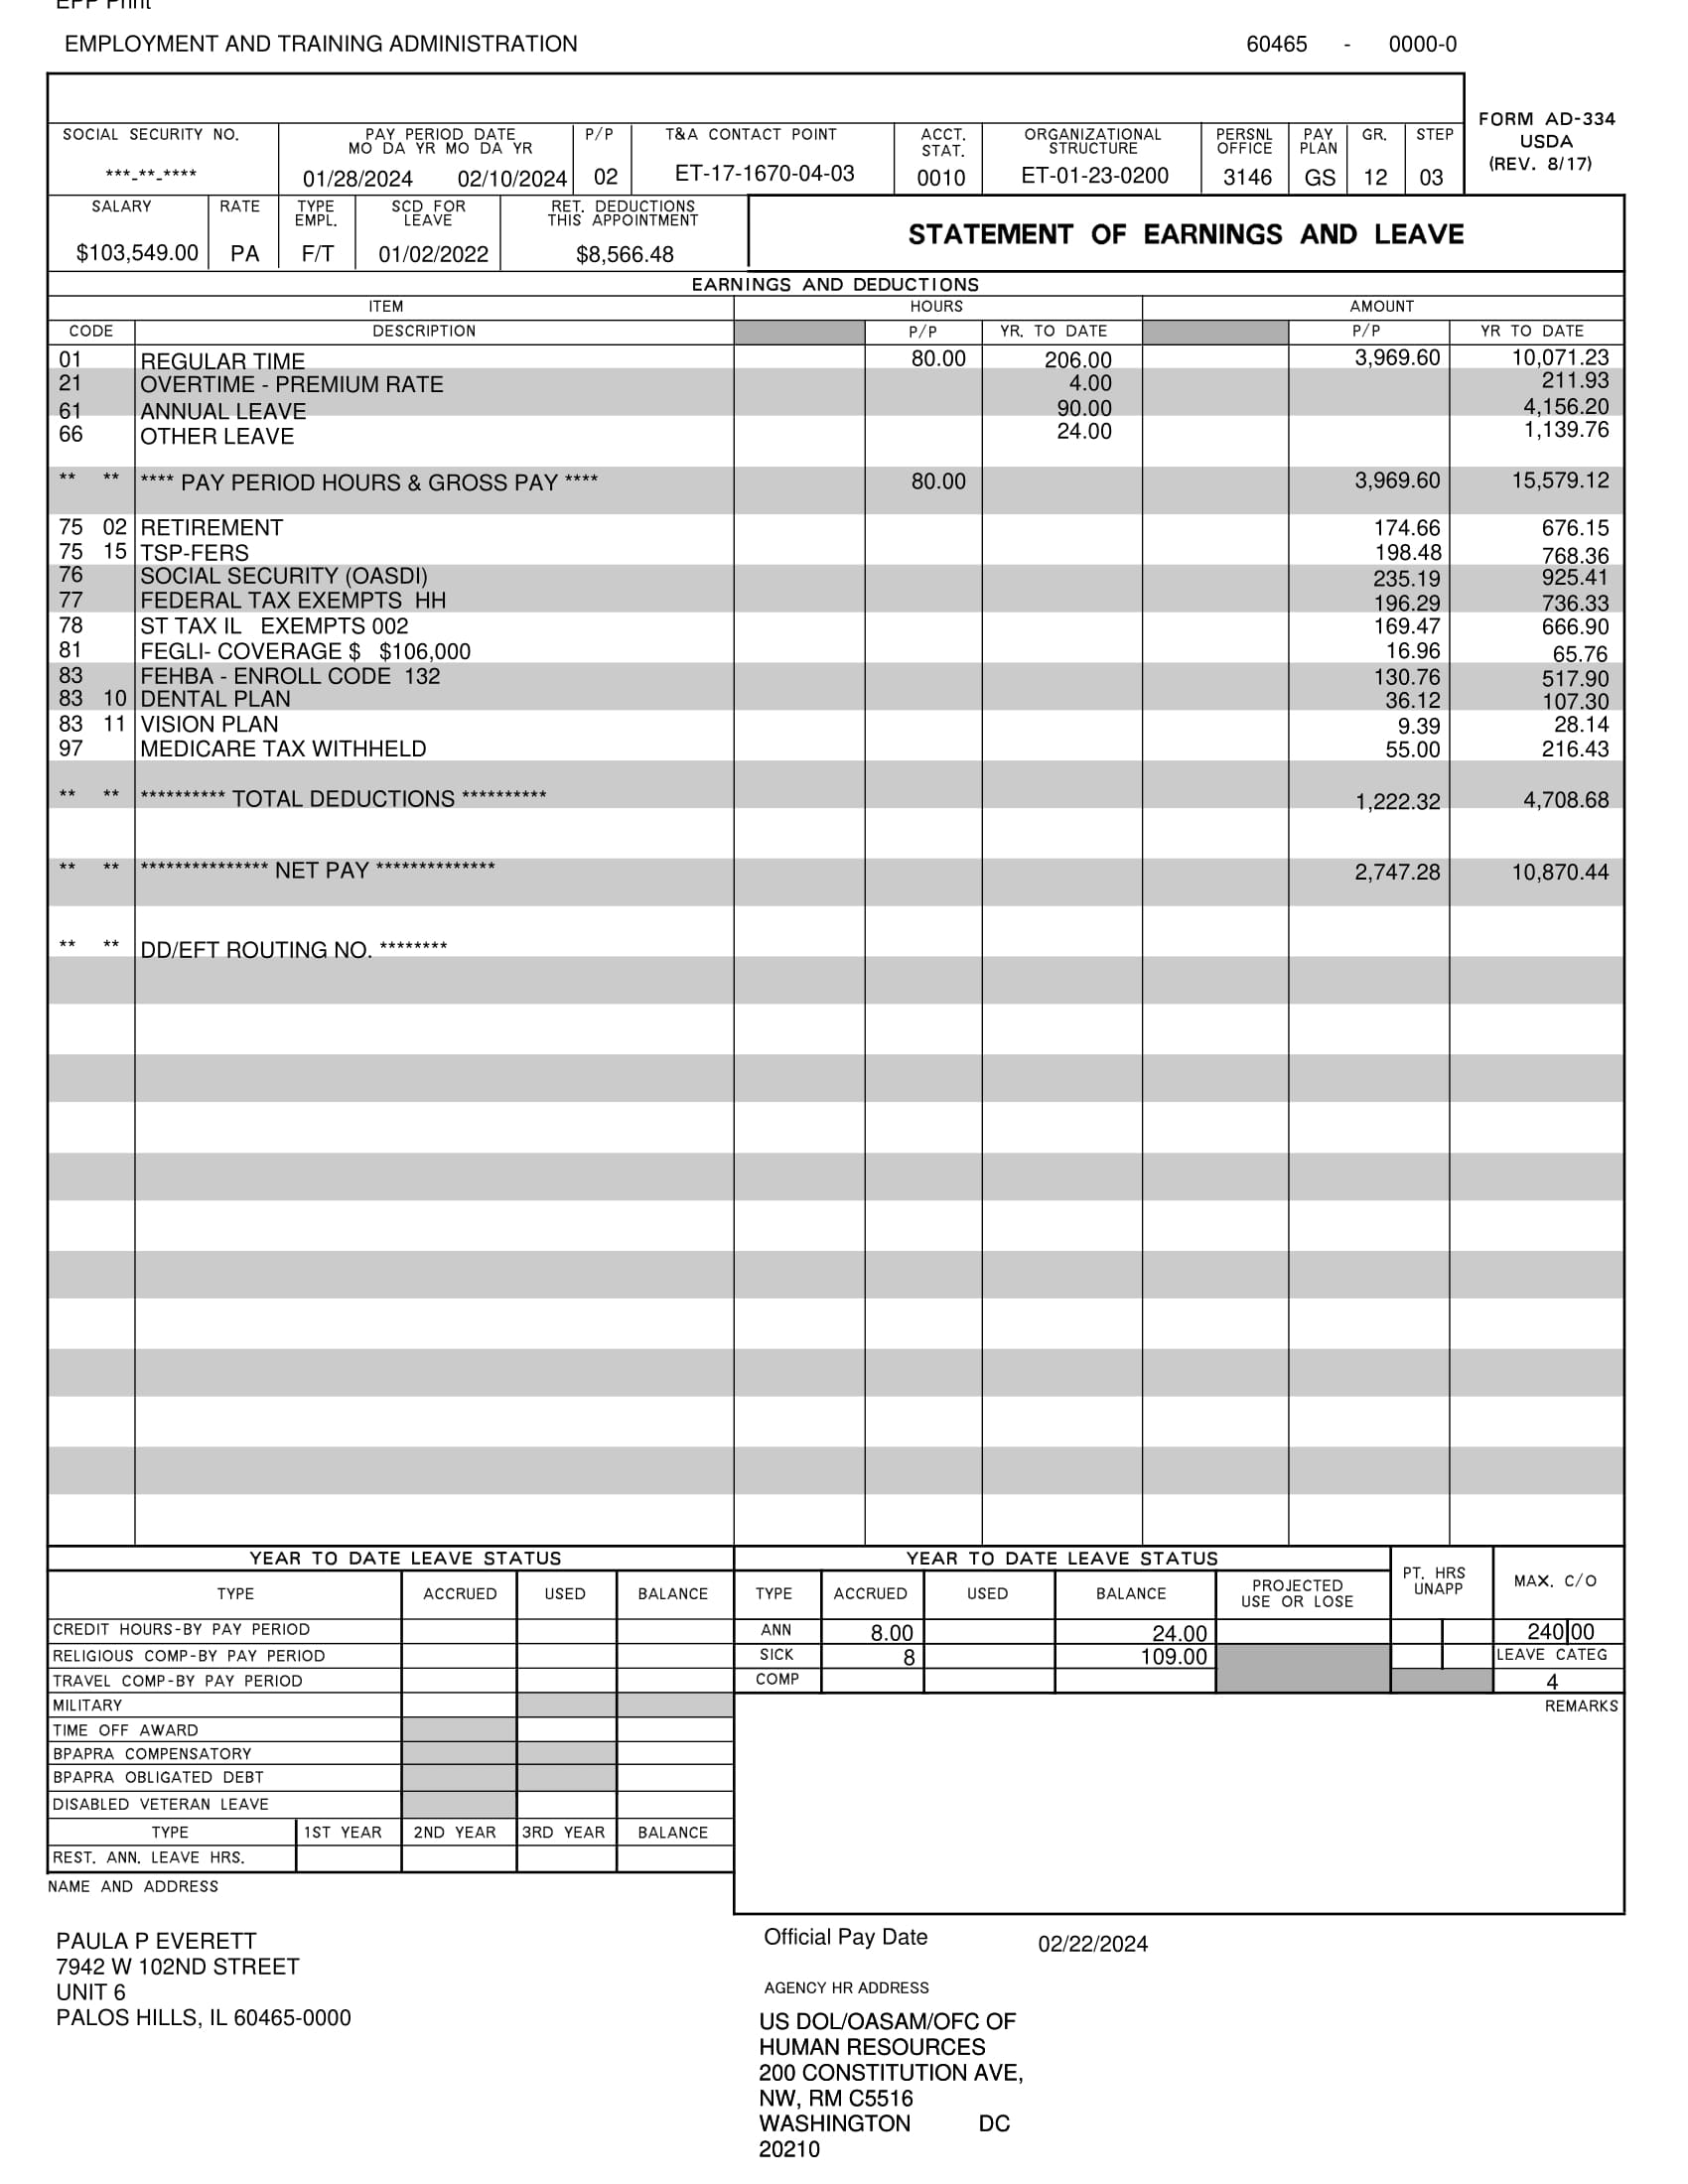 EPP Print
EMPLOYMENT AND TRAINING ADMINISTRATION 60465 - 0000-0
FORM AD-334
USDA
(REV. 8/17)
SOCIAL SECURITY NO. PAY PERIOD DATE P/P T&A CONTACT POINT ACCT. STAT. ORGANIZATIONAL STRUCTURE PERSNL OFFICE PAY PLAN GR. STEP
MO DA YR MO DA YR
***-**-**** 01/28/2024 02/10/2024 02 ET-17-1670-04-03 0010 ET-01-23-0200 3146 GS 12 03
SALARY RATE TYPE EMPL. SCD FOR LEAVE RET. DEDUCTIONS THIS APPOINTMENT
$103,549.00 PA F/T 01/02/2022 $8,566.48
STATEMENT OF EARNINGS AND LEAVE
EARNINGS AND DEDUCTIONS
ITEM HOURS AMOUNT
CODE DESCRIPTION P/P YR. TO DATE P/P YR TO DATE
01 REGULAR TIME 80.00 206.00 3,969.60 10,071.23
21 OVERTIME - PREMIUM RATE 4.00 211.93
61 ANNUAL LEAVE 90.00 4,156.20
66 OTHER LEAVE 24.00 1,139.76
** ** **** PAY PERIOD HOURS & GROSS PAY **** 80.00 3,969.60 15,579.12
75 02 RETIREMENT 174.66 676.15
75 15 TSP-FERS 198.48 768.36
76 SOCIAL SECURITY (OASDI) 235.19 925.41
77 FEDERAL TAX EXEMPTS HH 196.29 736.33
78 ST TAX IL EXEMPTS 002 169.47 666.90
81 FEGLI- COVERAGE $ $106,000 16.96 65.76
83 FEHBA - ENROLL CODE 132 130.76 517.90
83 10 DENTAL PLAN 36.12 107.30
83 11 VISION PLAN 9.39 28.14
97 MEDICARE TAX WITHHELD 55.00 216.43
** ** ********** TOTAL DEDUCTIONS ********** 1,222.32 4,708.68
** ** *************** NET PAY ************** 2,747.28 10,870.44
** ** DD/EFT ROUTING NO. ********
YEAR TO DATE LEAVE STATUS
TYPE ACCRUED USED BALANCE
CREDIT HOURS-BY PAY PERIOD
RELIGIOUS COMP-BY PAY PERIOD
TRAVEL COMP-BY PAY PERIOD
MILITARY
TIME OFF AWARD
BPAPRA COMPENSATORY
BPAPRA OBLIGATED DEBT
DISABLED VETERAN LEAVE
TYPE 1ST YEAR 2ND YEAR 3RD YEAR BALANCE
REST. ANN. LEAVE HRS.
YEAR TO DATE LEAVE STATUS PT. HRS UNAPP MAX. C/O
TYPE ACCRUED USED BALANCE PROJECTED USE OR LOSE
ANN 8.00 24.00 240 00
SICK 8 109.00 LEAVE CATEG
COMP 4
REMARKS
NAME AND ADDRESS
PAULA P EVERETT
7942 W 102ND STREET
UNIT 6
PALOS HILLS, IL 60465-0000
Official Pay Date 02/22/2024
AGENCY HR ADDRESS
US DOL/OASAM/OFC OF
HUMAN RESOURCES
200 CONSTITUTION AVE,
NW, RM C5516
WASHINGTON DC
20210